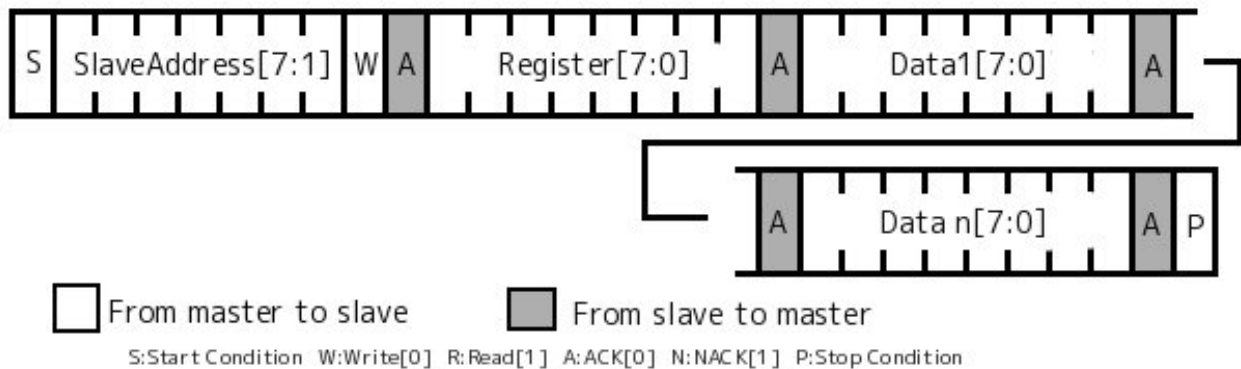 S SlaveAddress[7:1] W A Register[7:0] A Data1[7:0] A
A Data n[7:0] A P
From master to slave From slave to master
S:Start Condition W:Write[0] R:Read[1] A:ACK[0] N:NACK[1] P:Stop Condition